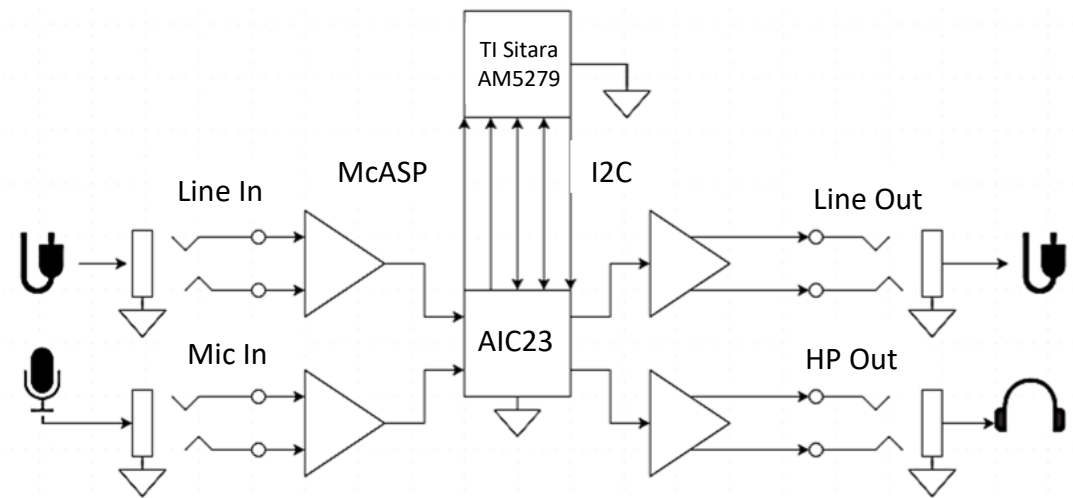 TI Sitara
AM5279
McASP
I2C
Line In
Line Out
AIC23
Mic In
HP Out